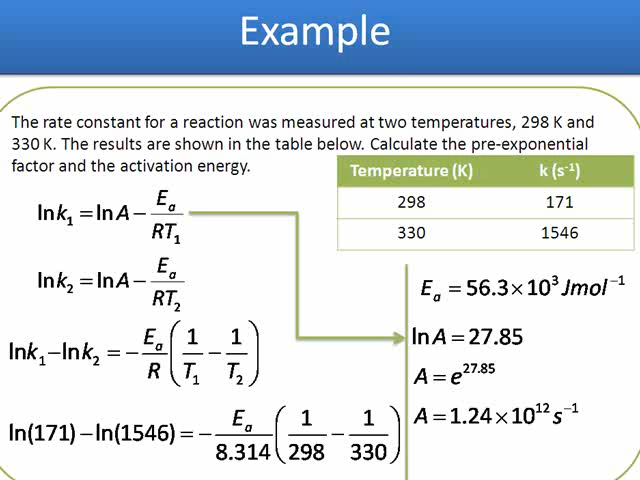 Example
The rate constant for a reaction was measured at two temperatures, 298 K and
330 K. The results are shown in the table below. Calculate the pre-exponential
factor and the activation energy.
Temperature (K) k (s⁻¹)
298 171
330 1546
ln k₁ = ln A − Eₐ/RT₁
ln k₂ = ln A − Eₐ/RT₂
ln k₁ − ln k₂ = − Eₐ/R (1/T₁ − 1/T₂)
ln(171) − ln(1546) = − Eₐ/8.314 (1/298 − 1/330)
Eₐ = 56.3 × 10³ Jmol⁻¹
ln A = 27.85
A = e²⁷·⁸⁵
A = 1.24 × 10¹² s⁻¹